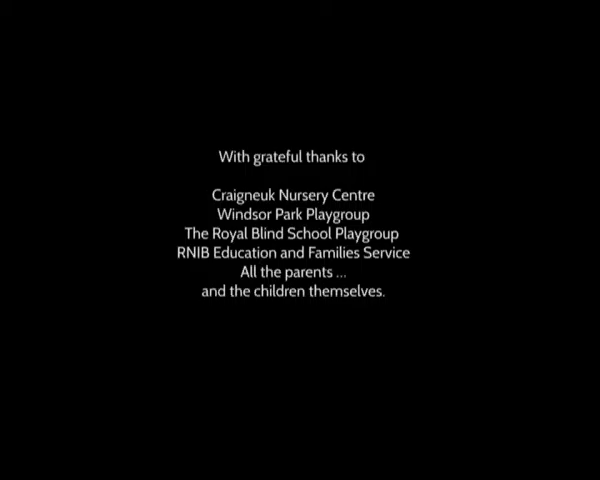 With grateful thanks to
Craigneuk Nursery Centre
Windsor Park Playgroup
The Royal Blind School Playgroup
RNIB Education and Families Service
All the parents ...
and the children themselves.